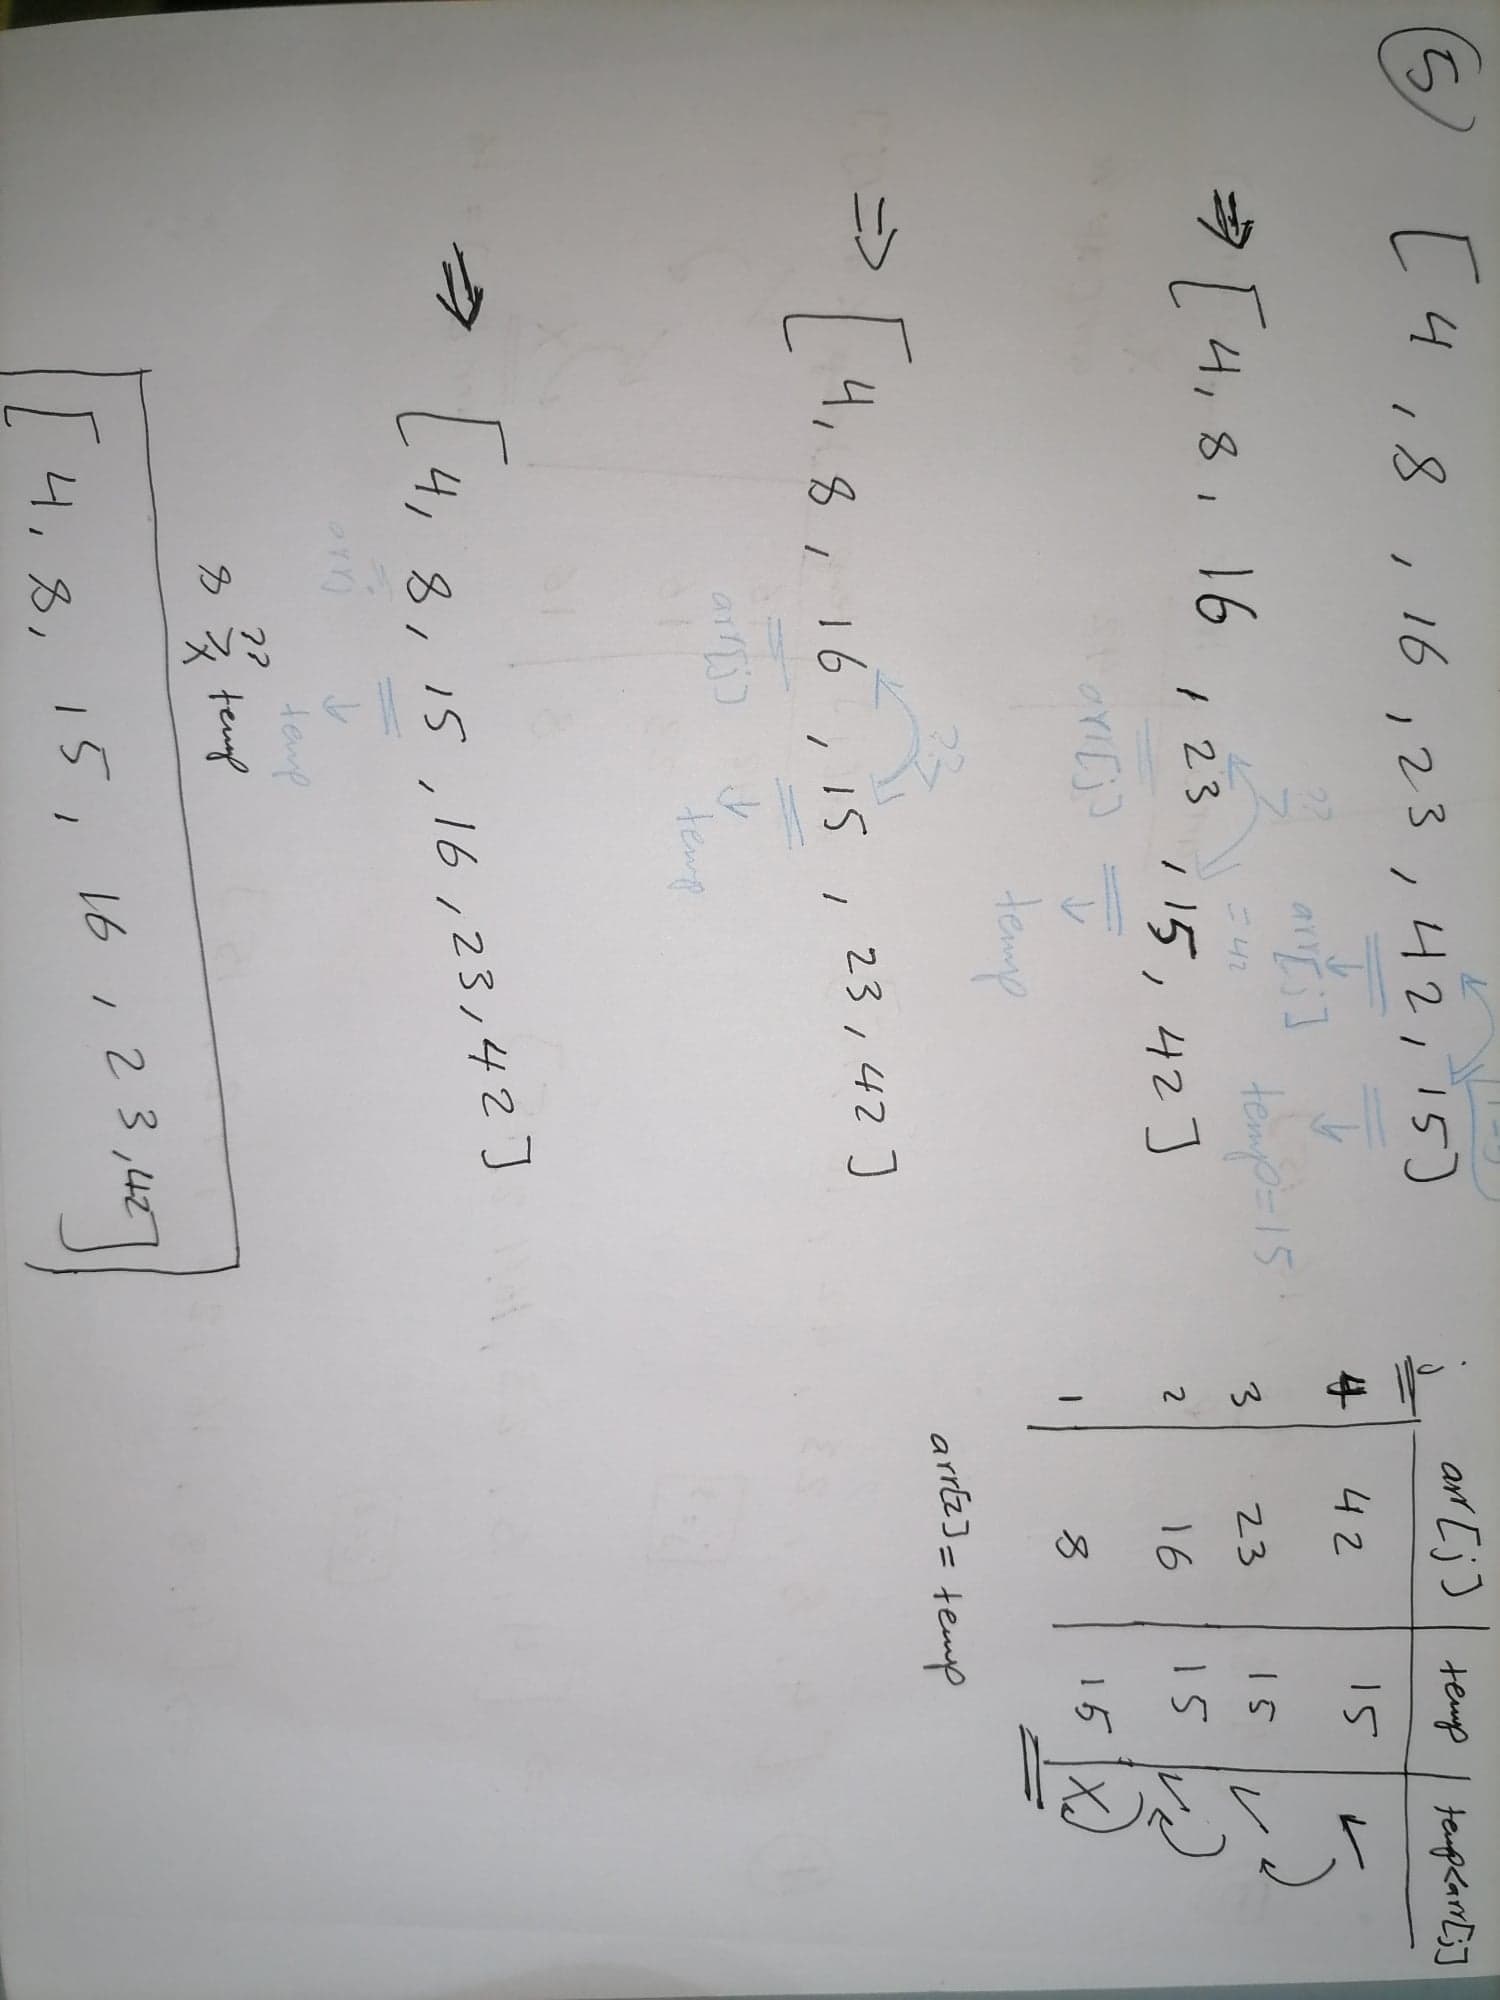 5
[4, 8, 16, 23, 42, 15]
arr[j]
temp=15
??
=42
⇒ [4, 8, 16, 23, 15, 42]
arr[j]
temp
??
⇒ [4, 8, 16, 15, 23, 42]
arr[j]
temp
⇒ [4, 8, 15, 16, 23, 42]
arrj
temp
??
8 > temp
[4, 8, 15, 16, 23, 42]
j arr[j] temp temp<arr[j]
4 42 15 ✓
3 23 15 ✓
2 16 15 ✓
1 8 15 X
arr[2] = temp